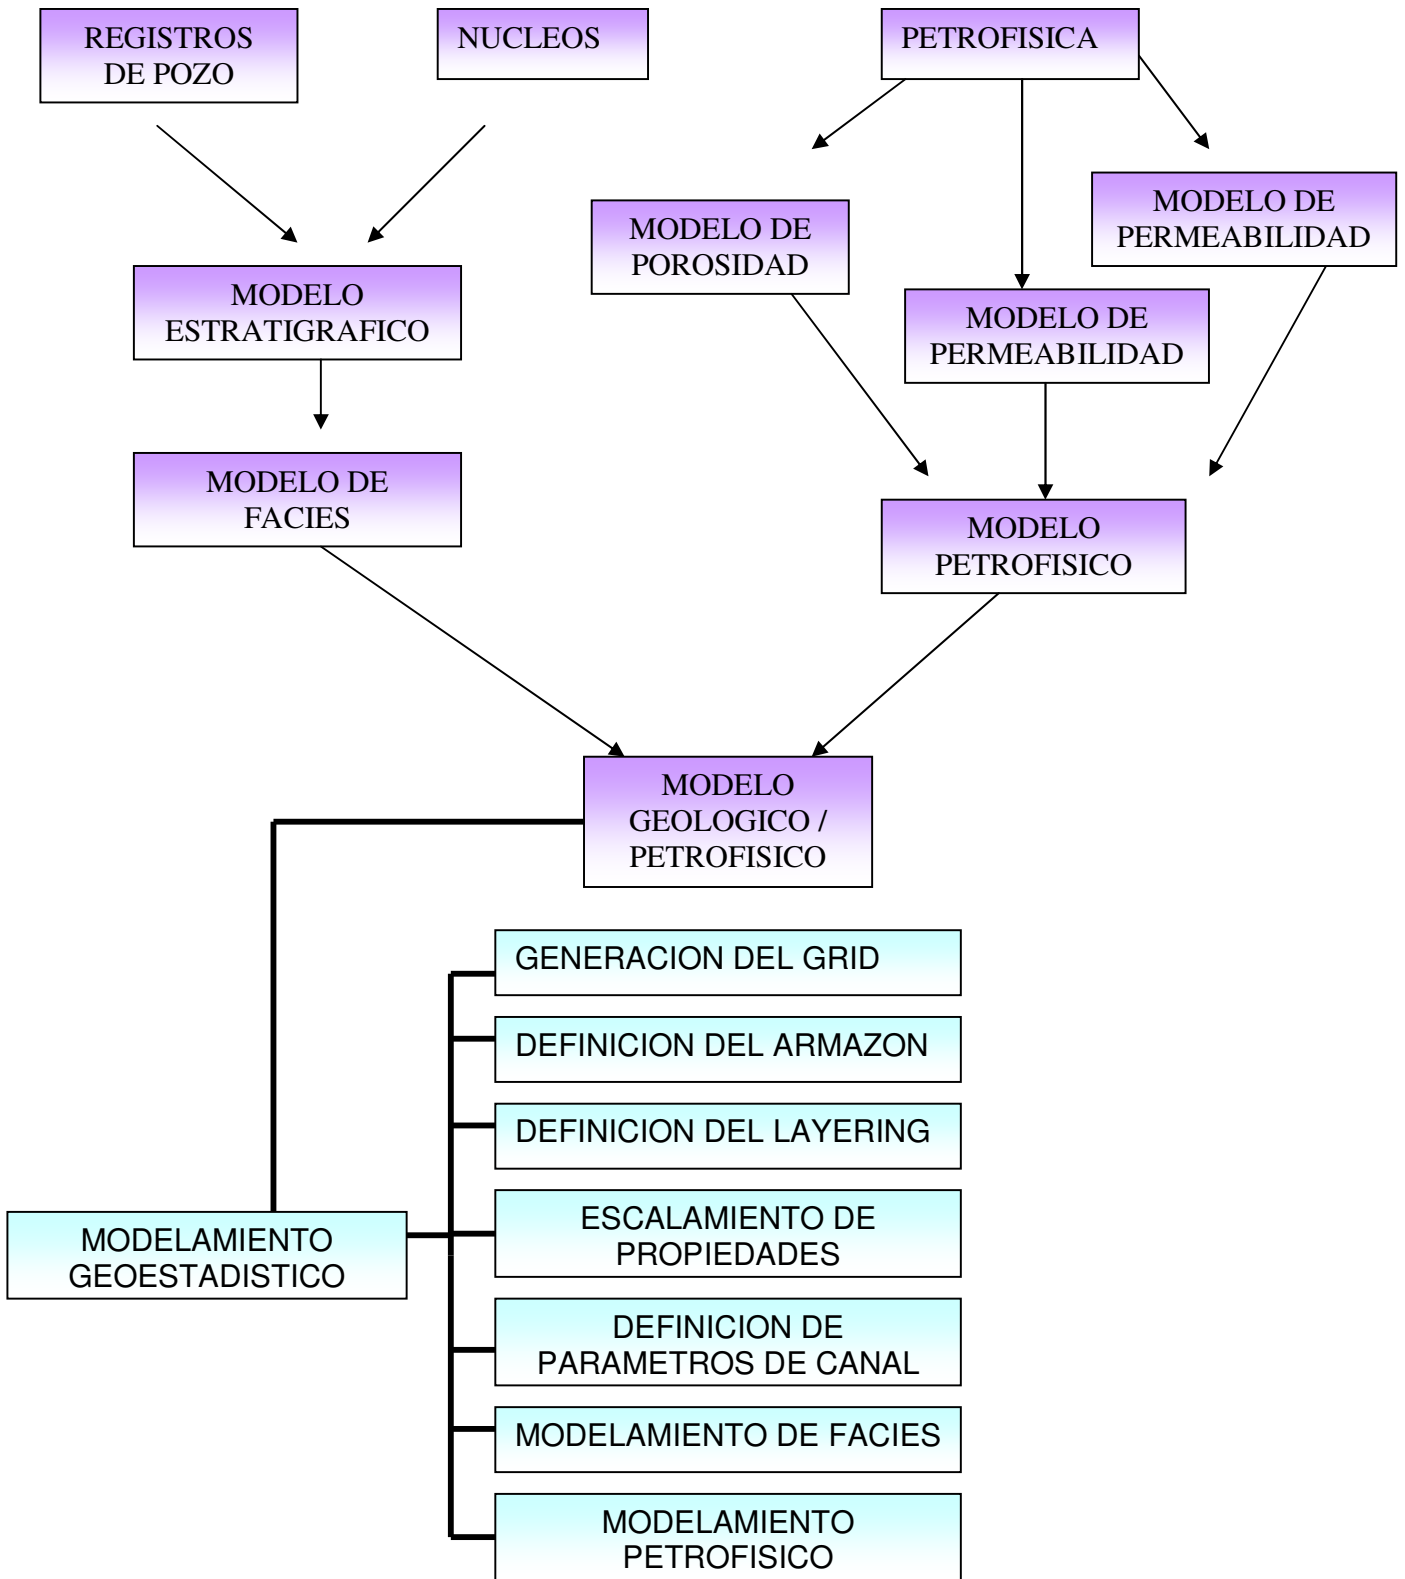 REGISTROS
DE POZO
NUCLEOS
PETROFISICA
MODELO DE
POROSIDAD
MODELO DE
PERMEABILIDAD
MODELO DE
PERMEABILIDAD
MODELO
ESTRATIGRAFICO
MODELO DE
FACIES
MODELO
PETROFISICO
MODELO
GEOLOGICO /
PETROFISICO
MODELAMIENTO
GEOESTADISTICO
GENERACION DEL GRID
DEFINICION DEL ARMAZON
DEFINICION DEL LAYERING
ESCALAMIENTO DE
PROPIEDADES
DEFINICION DE
PARAMETROS DE CANAL
MODELAMIENTO DE FACIES
MODELAMIENTO
PETROFISICO